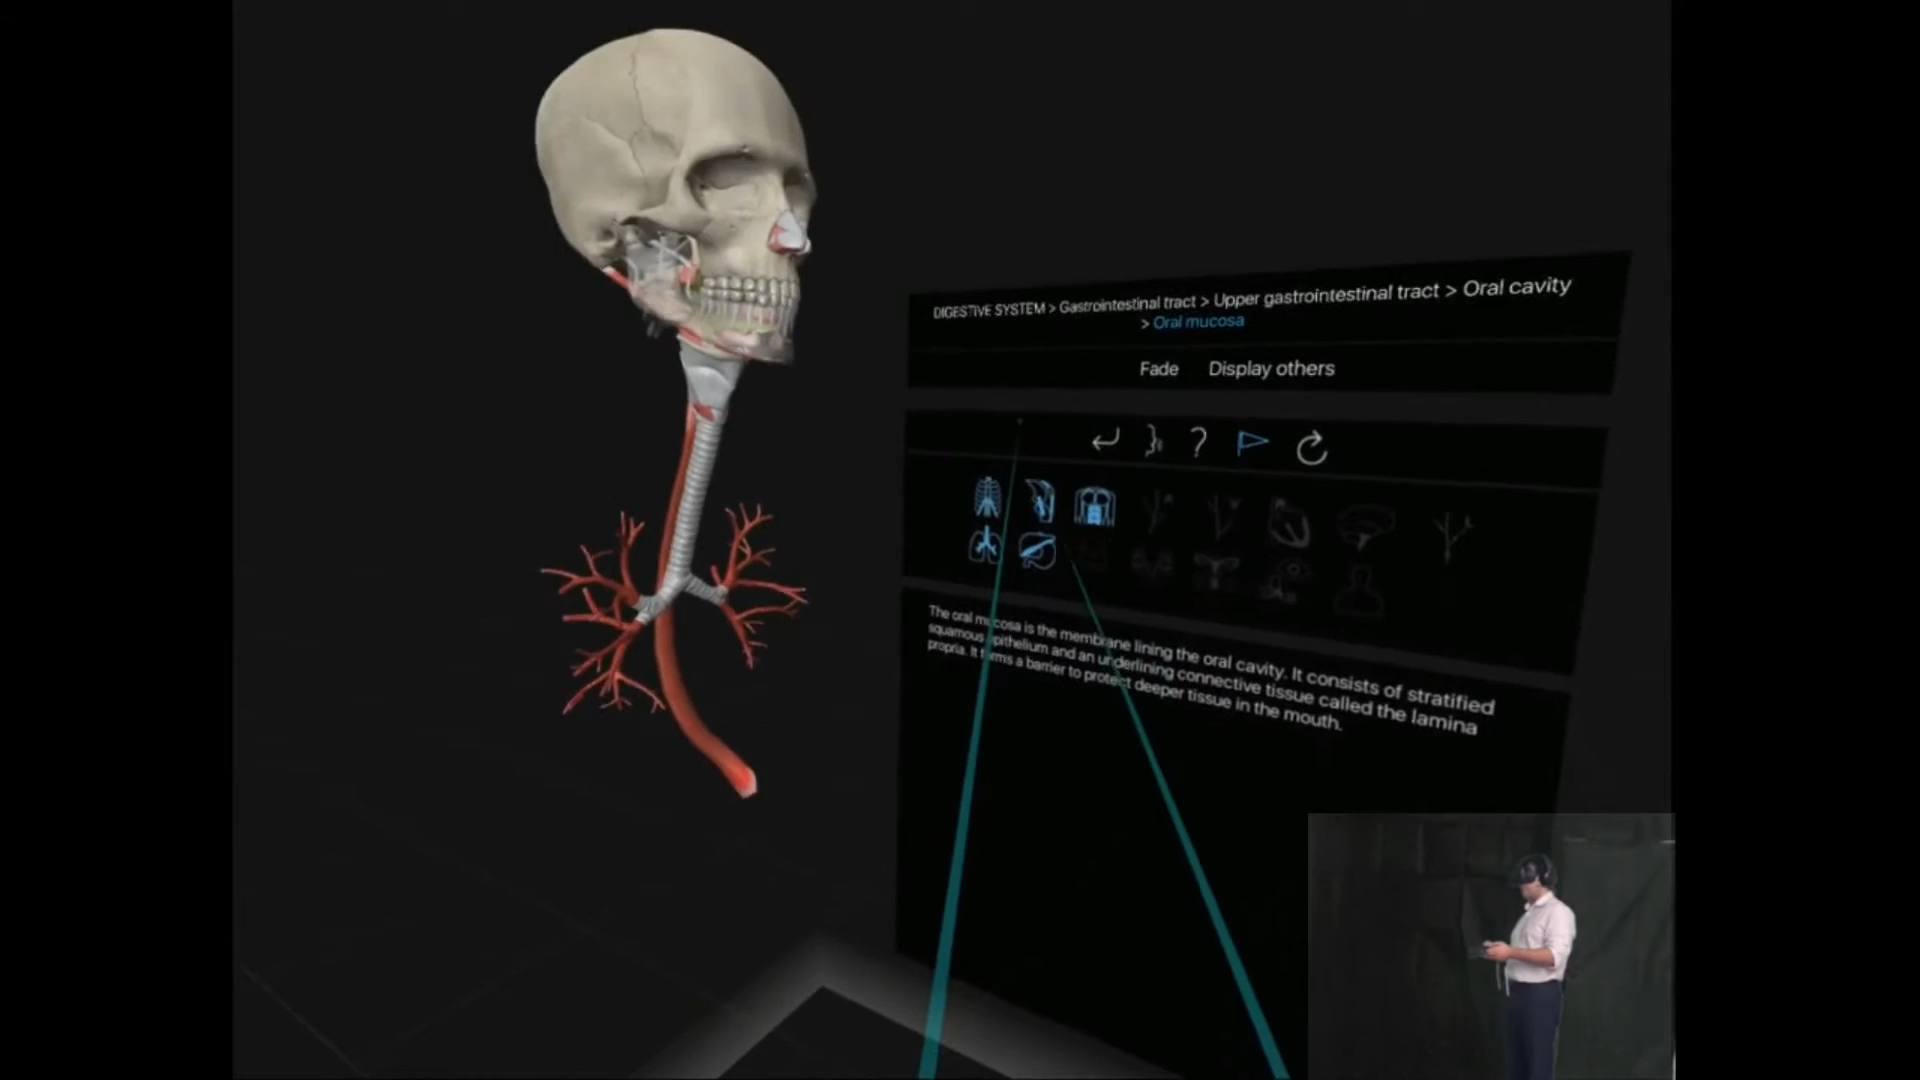 DIGESTIVE SYSTEM > Gastrointestinal tract > Upper gastrointestinal tract > Oral cavity
> Oral mucosa
Fade Display others
?
The oral mucosa is the membrane lining the oral cavity. It consists of stratified
squamous epithelium and an underlining connective tissue called the lamina
propria. It forms a barrier to protect deeper tissue in the mouth.